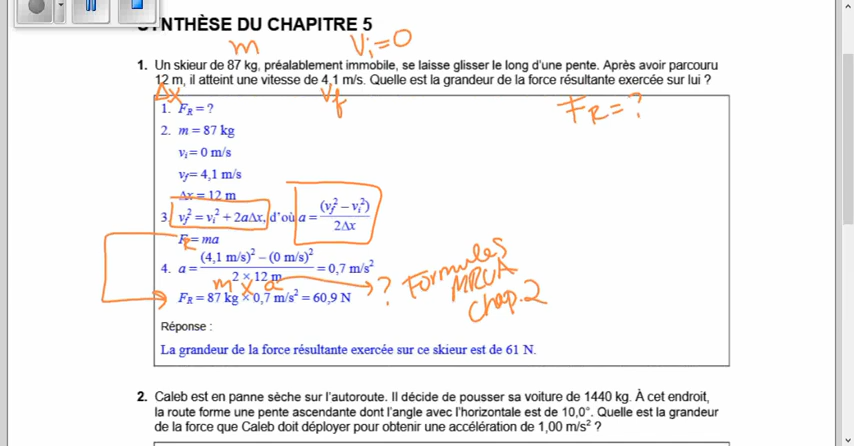 SYNTHÈSE DU CHAPITRE 5
m
Vi=0
1. Un skieur de 87 kg, préalablement immobile, se laisse glisser le long d'une pente. Après avoir parcouru
12 m, il atteint une vitesse de 4,1 m/s. Quelle est la grandeur de la force résultante exercée sur lui ?
Δx
Vf
FR=?
1. FR = ?
2. m = 87 kg
vi = 0 m/s
vf = 4,1 m/s
Δx = 12 m
3. vf² = vi² + 2aΔx, d'où a = (vf² – vi²) / 2Δx
FR = ma
4. a = (4,1 m/s)² – (0 m/s)² / 2 × 12 m = 0,7 m/s²
m x a ?
Formules
MRUA
Chap.2
FR = 87 kg × 0,7 m/s² = 60,9 N
Réponse :
La grandeur de la force résultante exercée sur ce skieur est de 61 N.
2. Caleb est en panne sèche sur l'autoroute. Il décide de pousser sa voiture de 1440 kg. À cet endroit,
la route forme une pente ascendante dont l'angle avec l'horizontale est de 10,0°. Quelle est la grandeur
de la force que Caleb doit déployer pour obtenir une accélération de 1,00 m/s² ?